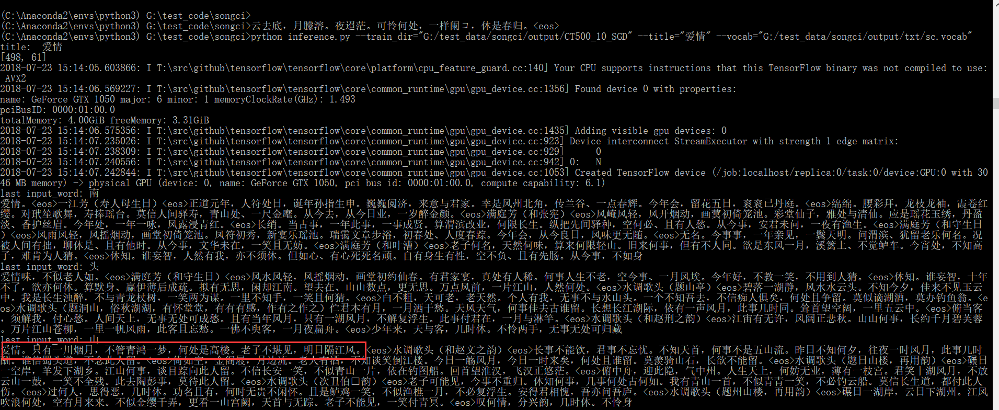 (C:\Anaconda2\envs\python3) G:\test_code\songci>
(C:\Anaconda2\envs\python3) G:\test_code\songci>云去底，月朦溶。夜迢茫。可怜何处，一样阑コ，休是春归。<eos>
(C:\Anaconda2\envs\python3) G:\test_code\songci>python inference.py --train_dir="G:/test_data/songci/output/CT500_10_SGD" --title="爱情" --vocab="G:/test_data/songci/output/txt/sc.vocab"
title:  爱情
[498, 61]
2018-07-23 15:14:05.603866: I T:\src\github\tensorflow\tensorflow\core\platform\cpu_feature_guard.cc:140] Your CPU supports instructions that this TensorFlow binary was not compiled to use:
 AVX2
2018-07-23 15:14:06.569227: I T:\src\github\tensorflow\tensorflow\core\common_runtime\gpu\gpu_device.cc:1356] Found device 0 with properties:
name: GeForce GTX 1050 major: 6 minor: 1 memoryClockRate(GHz): 1.493
pciBusID: 0000:01:00.0
totalMemory: 4.00GiB freeMemory: 3.31GiB
2018-07-23 15:14:06.575356: I T:\src\github\tensorflow\tensorflow\core\common_runtime\gpu\gpu_device.cc:1435] Adding visible gpu devices: 0
2018-07-23 15:14:07.235026: I T:\src\github\tensorflow\tensorflow\core\common_runtime\gpu\gpu_device.cc:923] Device interconnect StreamExecutor with strength 1 edge matrix:
2018-07-23 15:14:07.238309: I T:\src\github\tensorflow\tensorflow\core\common_runtime\gpu\gpu_device.cc:929]      0
2018-07-23 15:14:07.240556: I T:\src\github\tensorflow\tensorflow\core\common_runtime\gpu\gpu_device.cc:942] 0:   N
2018-07-23 15:14:07.242844: I T:\src\github\tensorflow\tensorflow\core\common_runtime\gpu\gpu_device.cc:1053] Created TensorFlow device (/job:localhost/replica:0/task:0/device:GPU:0 with 30
46 MB memory) -> physical GPU (device: 0, name: GeForce GTX 1050, pci bus id: 0000:01:00.0, compute capability: 6.1)
last input_word: 南
爱情。<eos>一江芳（寿人母生日）<eos>正道元年，人符处日，诞年孙指生申。巍巍阅济，来意与君家。幸是风州北角，传兰谷、一点春辉。今年会，留花五日，衮衮已丹庭。<eos>绵绵。腰彩拜，龙枝龙袖，霞卷红
缨。对玳笙歌舞，寿捧瑶台。莫信人间驿寿，青山处、一尺金麾。从今去，从今日业，一岁醉金颜。<eos>满庭芳（和张宪）<eos>风崦风轻，风开烟动，画蓂初倚笼池。彩堂仙子，雅处与清仙。应是瑶花玉绣，丹盈
淡、香护丝眉。今年处，一年一咏，风露浸青红。<eos>长绡。当古事，一年此事，一事成贤。算渭滨改业，何限长生。纵把先问驿种，空何必、且有人愁。从今事，安君未问，一夜有渔生。<eos>满庭芳（和守生日
）<eos>风雨风轻，风摇烟动，画堂初倚笼池。风符初秀，新宴乐瑶池。瑞霭文章步浴，初春处、人度春踪。今年会，从今良日，风味更无随。<eos>无名。今事事，一年亲见，一鬓天明。问渭滨、犹留老乐何名。况
被人间有拙，聊休是、且有他时。从今事，文华未在，一笑且无妨。<eos>满庭芳（和叶漕）<eos>老子何名，天然何味，算来何限轻山。旧来何事，但有不人同。欲是东风一月，溪篱上、不觉鲈车。今宵处，不知高
子，难肯为人猜。<eos>休知。谁妄智，人然有我，亦不须休。但如心、有心死死名顽。自有身生有性，空不负、且有先肠。从今事，不如身
last input_word: 头
爱情味，不似老人如。<eos>满庭芳（和守生日）<eos>风水风轻，风摇烟动，画堂初约仙春。有君家宴，真处有人稀。何事人生不老，空今事、一月风埃。今年好，不教一笑，不用到人猜。<eos>休知。谁妄智，十年
不了，欲亦何休。算默身、赢伊薄后成疏。拟有无思，闲却江南。望去在、山山数点，更无思。万点风前，一片江山，人然何处。<eos>水调歌头（题山亭）<eos>碧落一湖静，风水水云头。不知今夕，佳来不见玉云
中。我是长生浊醉，不与青龙杖树，一笑两为谋。一里不知手，一笑且何猜。<eos>白不粗，天可老，老天然。个人有我，无事不与水山头。一个不知吾去，不信痴人俱矣，何处且争留。莫似谪湖酒，莫办钓鱼翁。<e
os>水调歌头（题洞山，俗秋湖湖，有怀堂堂，有有有感，作有之作之）伫君本有月，一月洒于愁。天风天气，何事佳去古谁留。长想长江湖际，依有一声风月，此事几时同。耸首望空阔，一里五云中。<eos>俯当客
，须解我，付心愁。人间天上，无事无处可成愁。且有当年风月，只有一湖风月，不解复浮生。此事付君在，一月与淋竿。<eos>水调歌头（和赵刑之韵）<eos>江宙有无许，风阔正悲秋。山山何事，长约千月碧芙蓉
。万片江山苍柳，一里一帆风雨，此客且忘愁。一佛不臾客，一月夜扁舟。<eos>少年来，天与客，几时休。不怜两手，无事无处可归藏
last input_word: 山
爱情。只有一川烟月，不管青鸿一梦，何处是高楼。老子不堪见，明日隔江风。<eos>水调歌头（和赵文之韵）<eos>长事不能饮，君事不忘忧。不知天首，何事不是五山流。昨日不知何夕，往夜一时风月，此事几时
酬。谁信蜀头道，不念此人留。<eos>倚如空，金阁屐，月边流。老人有酒，不知谈笑倒江楼。今日一觞风月，今日一时来矣，何处且谁留。莫羡骑山石，长欲不能留。<eos>水调歌头（题日山楼，再用韵）<eos>碾日
一空岸，羊发下湖乡。江山何事，谈目踪向此人留。不信长安一笑，不似青山一片，依在钓图船。回首望淮汉，飞汉正悠茫。<eos>俯中舟，迎此隐，气中州。人生天上，何妨无业，薄有一枝宫。君笑十湖风月，不放
云山一鼓，一笑不全残。此去陶彭事，莫待此人留。<eos>水调歌头（次丑伯□韵）<eos>老子可能见，今事不重归。休知何事，几事何处古何如。我有青山一首，不似青青一笑，不必钓云船。莫信长生道，都付此人
伤。<eos>过何人，思得恶，几时休。功名且有，何时无贵不闲怀。且是鲈鸡一笑，不似渔樵一月，不必复浮生。安得君相愧，吾亦问吾庐。<eos>水调歌头（题州山楼，再用韵）<eos>碾日一湖岸，云日下湖州。江风
吹浪何处，空有月来来。不似金缨千弄，更看一山宫阙，天首与无踪。老子不能见，一笑付青冥。<eos>叹何情，分兴韵，几时休。不怜身